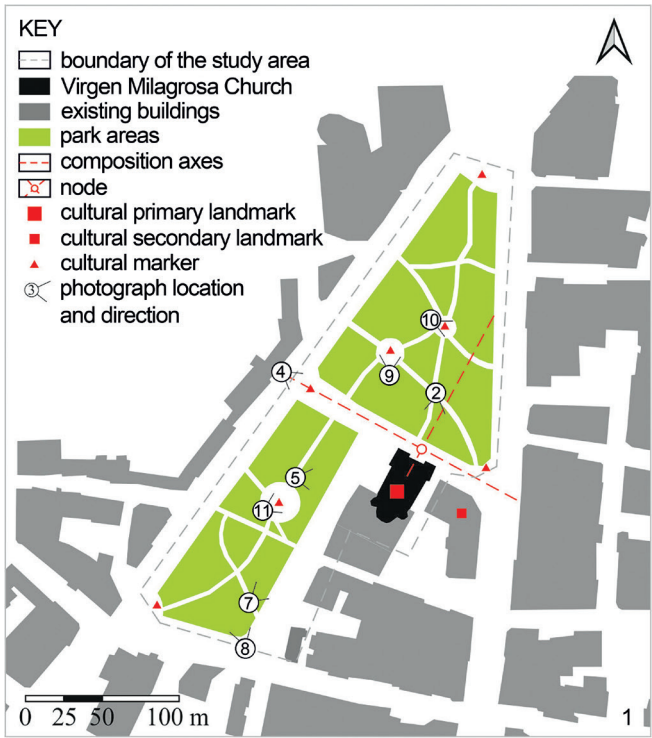 KEY
boundary of the study area
Virgen Milagrosa Church
existing buildings
park areas
composition axes
node
cultural primary landmark
cultural secondary landmark
cultural marker
3 photograph location
and direction
10
9
4
2
5
11
7
8
0 25 50 100 m
1